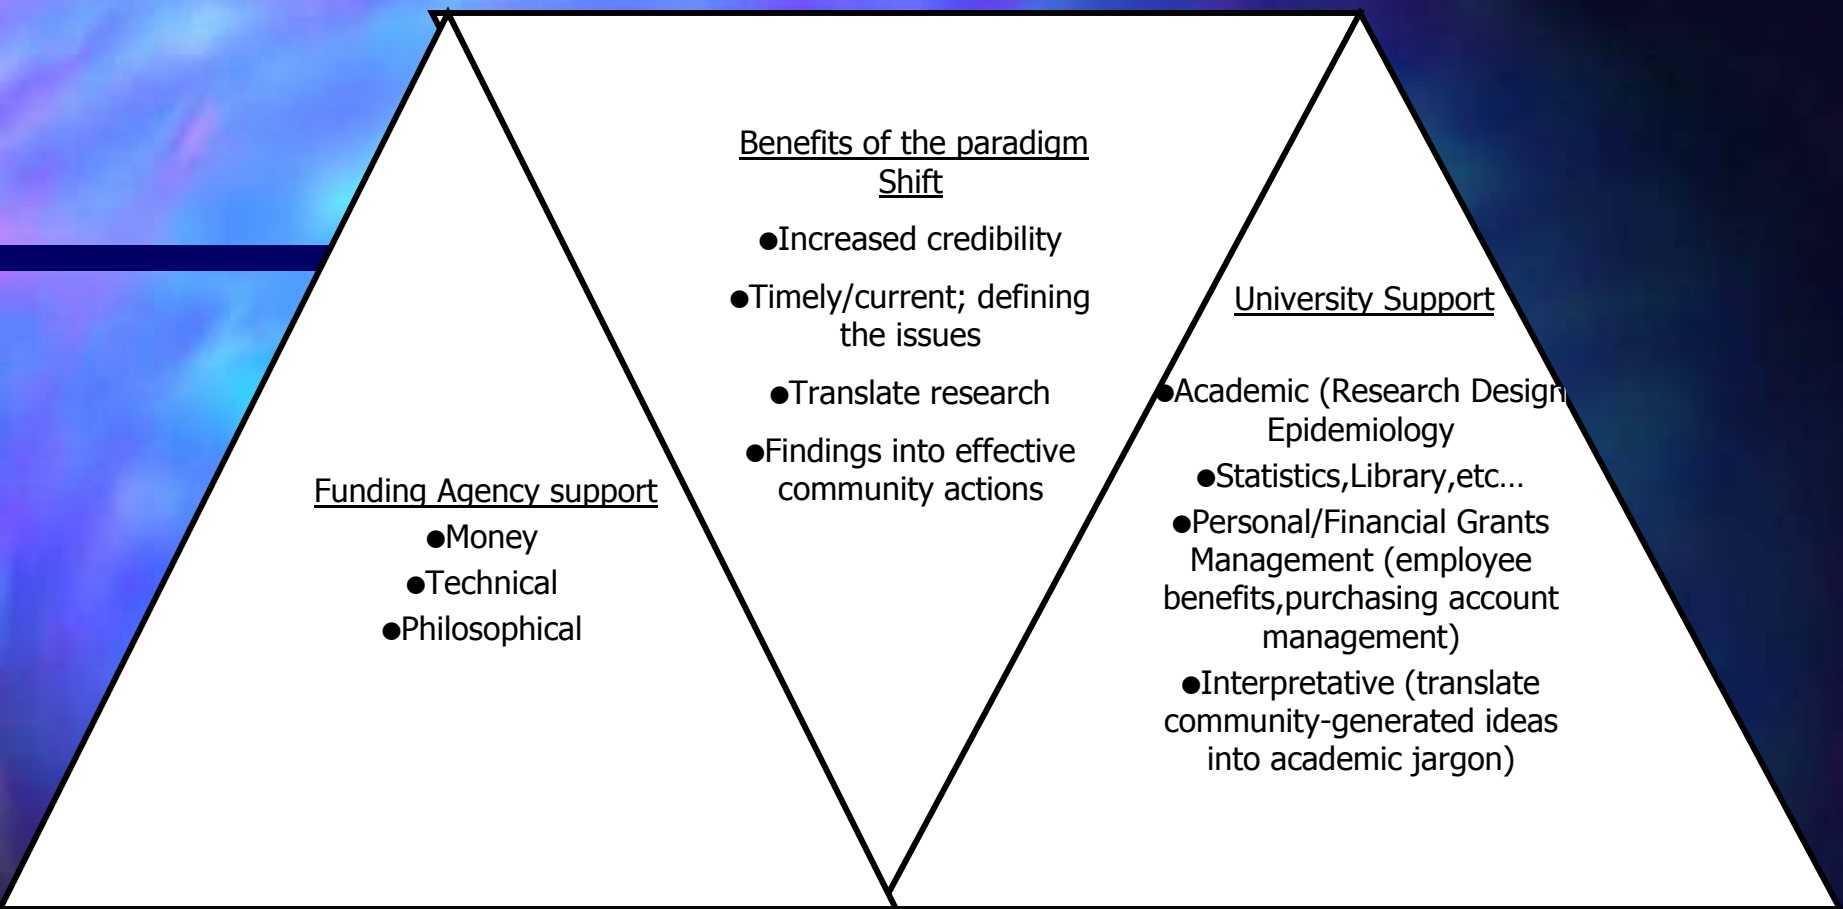 Benefits of the paradigm
Shift
●Increased credibility
●Timely/current; defining
the issues
●Translate research
●Findings into effective
community actions
Funding Agency support
●Money
●Technical
●Philosophical
University Support
●Academic (Research Design
Epidemiology
●Statistics,Library,etc…
●Personal/Financial Grants
Management (employee
benefits,purchasing account
management)
●Interpretative (translate
community-generated ideas
into academic jargon)